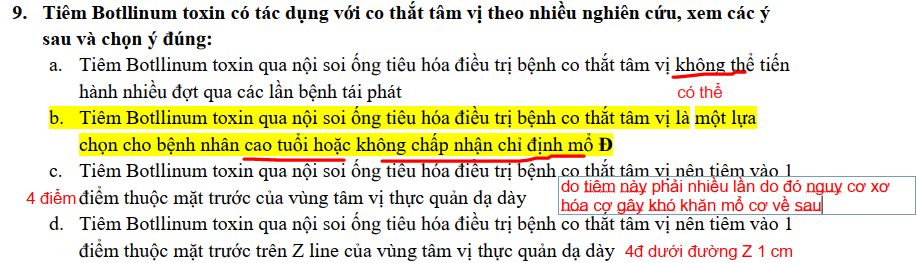 9. Tiêm Botllinum toxin có tác dụng với co thắt tâm vị theo nhiều nghiên cứu, xem các ý
sau và chọn ý đúng:
a. Tiêm Botllinum toxin qua nội soi ống tiêu hóa điều trị bệnh co thắt tâm vị không thể tiến
hành nhiều đợt qua các lần bệnh tái phát
có thể
b. Tiêm Botllinum toxin qua nội soi ống tiêu hóa điều trị bệnh co thắt tâm vị là một lựa
chọn cho bệnh nhân cao tuổi hoặc không chấp nhận chỉ định mổ Đ
c. Tiêm Botllinum toxin qua nội soi ống tiêu hóa điều trị bệnh co thắt tâm vị nên tiêm vào 1
4 điểm điểm thuộc mặt trước của vùng tâm vị thực quản dạ dày
do tiêm này phải nhiều lần do đó nguy cơ xơ
hóa cơ gây khó khăn mổ cơ về sau
d. Tiêm Botllinum toxin qua nội soi ống tiêu hóa điều trị bệnh co thắt tâm vị nên tiêm vào 1
điểm thuộc mặt trước trên Z line của vùng tâm vị thực quản dạ dày 4đ dưới đường Z 1 cm